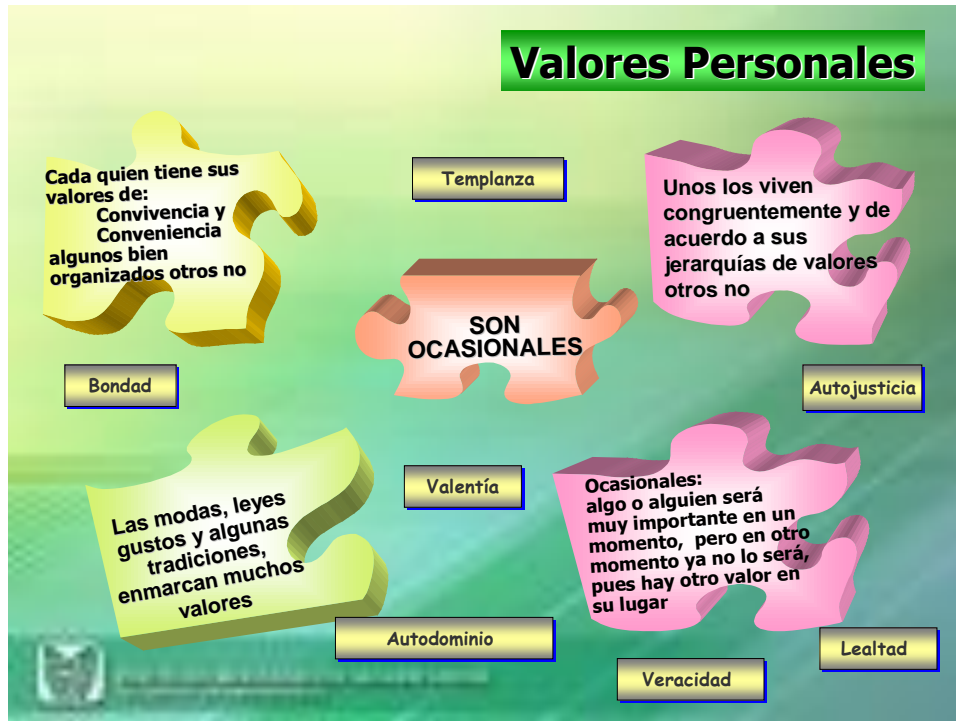 Valores Personales
Cada quien tiene sus
valores de:
Convivencia y
Conveniencia
algunos bien
organizados otros no
Templanza
Unos los viven
congruentemente y de
acuerdo a sus
jerarquías de valores
otros no
SON
OCASIONALES
Bondad
Autojusticia
Las modas, leyes
gustos y algunas
tradiciones,
enmarcan muchos
valores
Valentía
Ocasionales:
algo o alguien será
muy importante en un
momento, pero en otro
momento ya no lo será,
pues hay otro valor en
su lugar
Autodominio
Lealtad
Veracidad